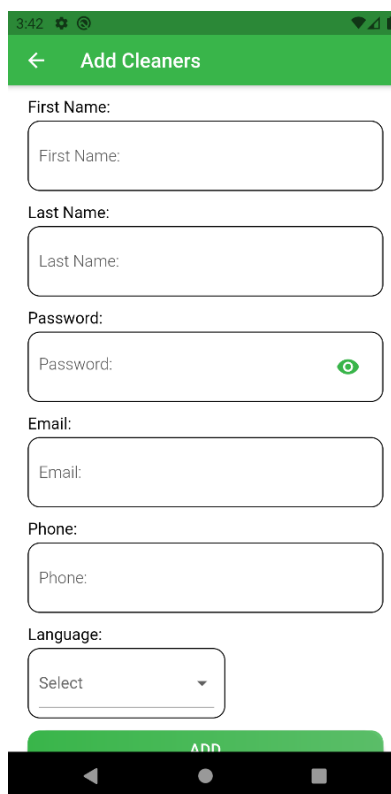 3:42
Add Cleaners
First Name:
First Name:
Last Name:
Last Name:
Password:
Password:
Email:
Email:
Phone:
Phone:
Language:
Select
ADD